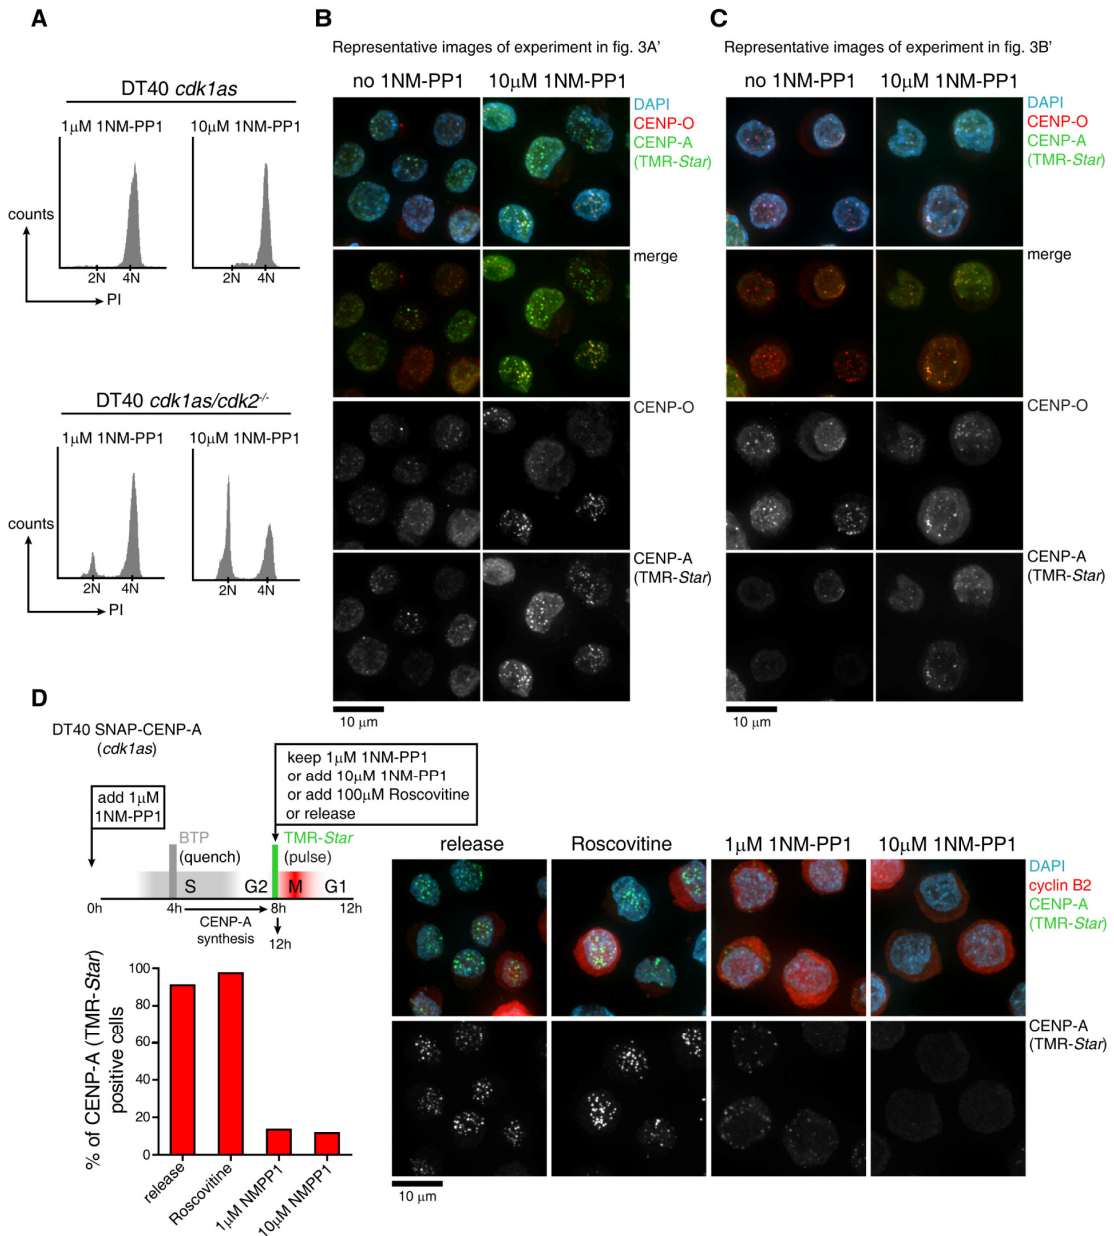 A
DT40 cdk1as
1µM 1NM-PP1
10µM 1NM-PP1
counts
2N 4N
2N 4N
PI
DT40 cdk1as/cdk2-/-
1µM 1NM-PP1
10µM 1NM-PP1
counts
2N 4N
2N 4N
PI
B
Representative images of experiment in fig. 3A'
no 1NM-PP1
10µM 1NM-PP1
DAPI
CENP-O
CENP-A
(TMR-Star)
merge
CENP-O
CENP-A
(TMR-Star)
10 µm
C
Representative images of experiment in fig. 3B'
no 1NM-PP1
10µM 1NM-PP1
DAPI
CENP-O
CENP-A
(TMR-Star)
merge
CENP-O
CENP-A
(TMR-Star)
10 µm
D
DT40 SNAP-CENP-A
(cdk1as)
add 1µM
1NM-PP1
keep 1µM 1NM-PP1
or add 10µM 1NM-PP1
or add 100µM Roscovitine
or release
BTP
(quench)
TMR-Star
(pulse)
S G2 M G1
0h 4h 8h 12h
CENP-A
synthesis
12h
% of CENP-A (TMR-Star)
positive cells
100
80
60
40
20
0
release
Roscovitine
1µM NMPP1
10µM NMPP1
release
Roscovitine
1µM 1NM-PP1
10µM 1NM-PP1
DAPI
cyclin B2
CENP-A
(TMR-Star)
CENP-A
(TMR-Star)
10 µm